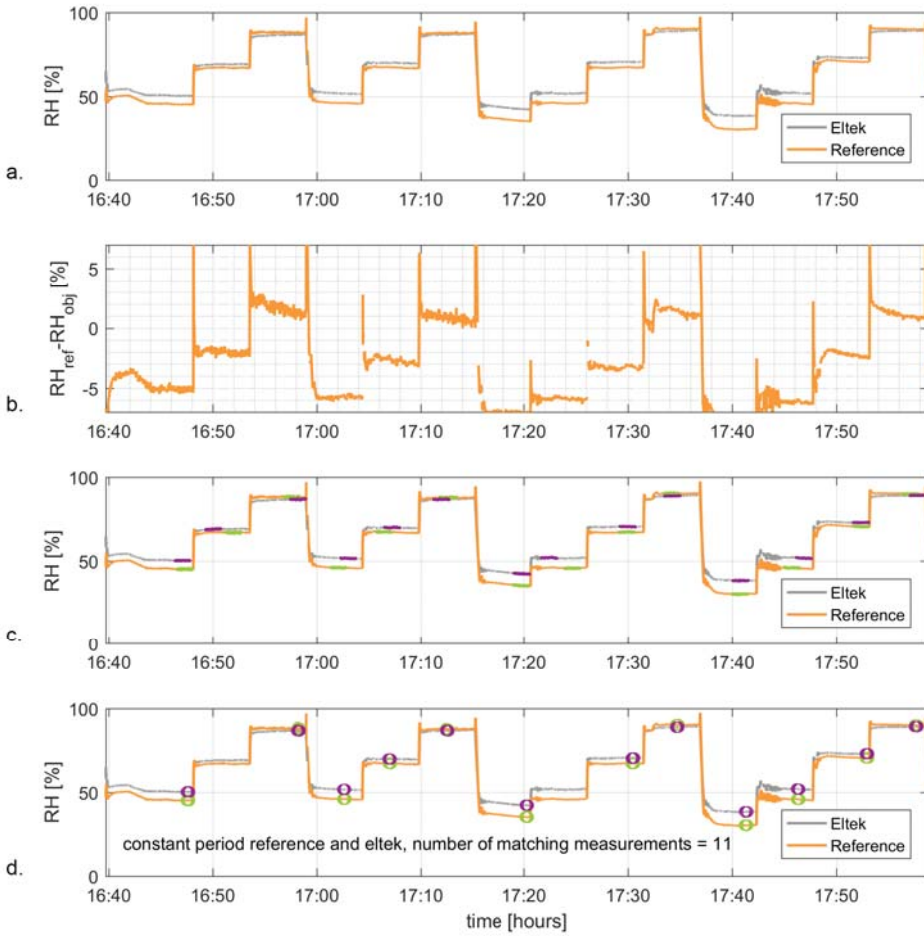 100
50
0
RH [%]
Eltek
Reference
a.
16:40 16:50 17:00 17:10 17:20 17:30 17:40 17:50
5
0
-5
RHref-RHobj [%]
b.
16:40 16:50 17:00 17:10 17:20 17:30 17:40 17:50
100
50
0
RH [%]
Eltek
Reference
c.
16:40 16:50 17:00 17:10 17:20 17:30 17:40 17:50
100
50
0
RH [%]
constant period reference and eltek, number of matching measurements = 11
Eltek
Reference
d.
16:40 16:50 17:00 17:10 17:20 17:30 17:40 17:50
time [hours]